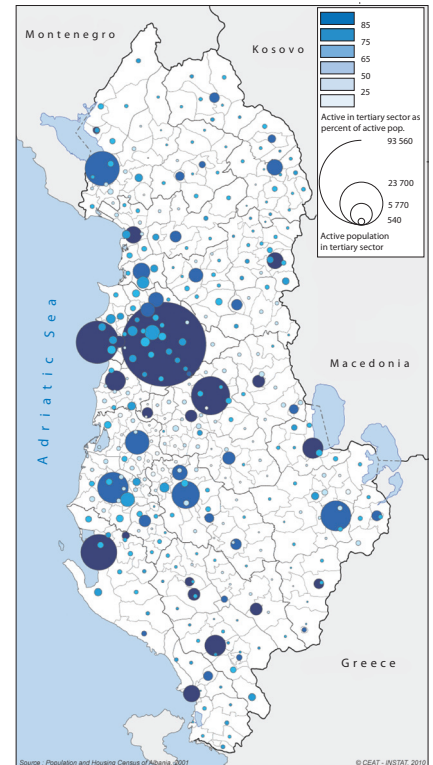 Montenegro
Kosovo
85
75
65
50
25
Active in tertiary sector as
percent of active pop.
93 560
23 700
5 770
540
Active population
in tertiary sector
Adriatic Sea
Macedonia
Greece
Source : Population and Housing Census of Albania -2001
© CEAT - INSTAT, 2010